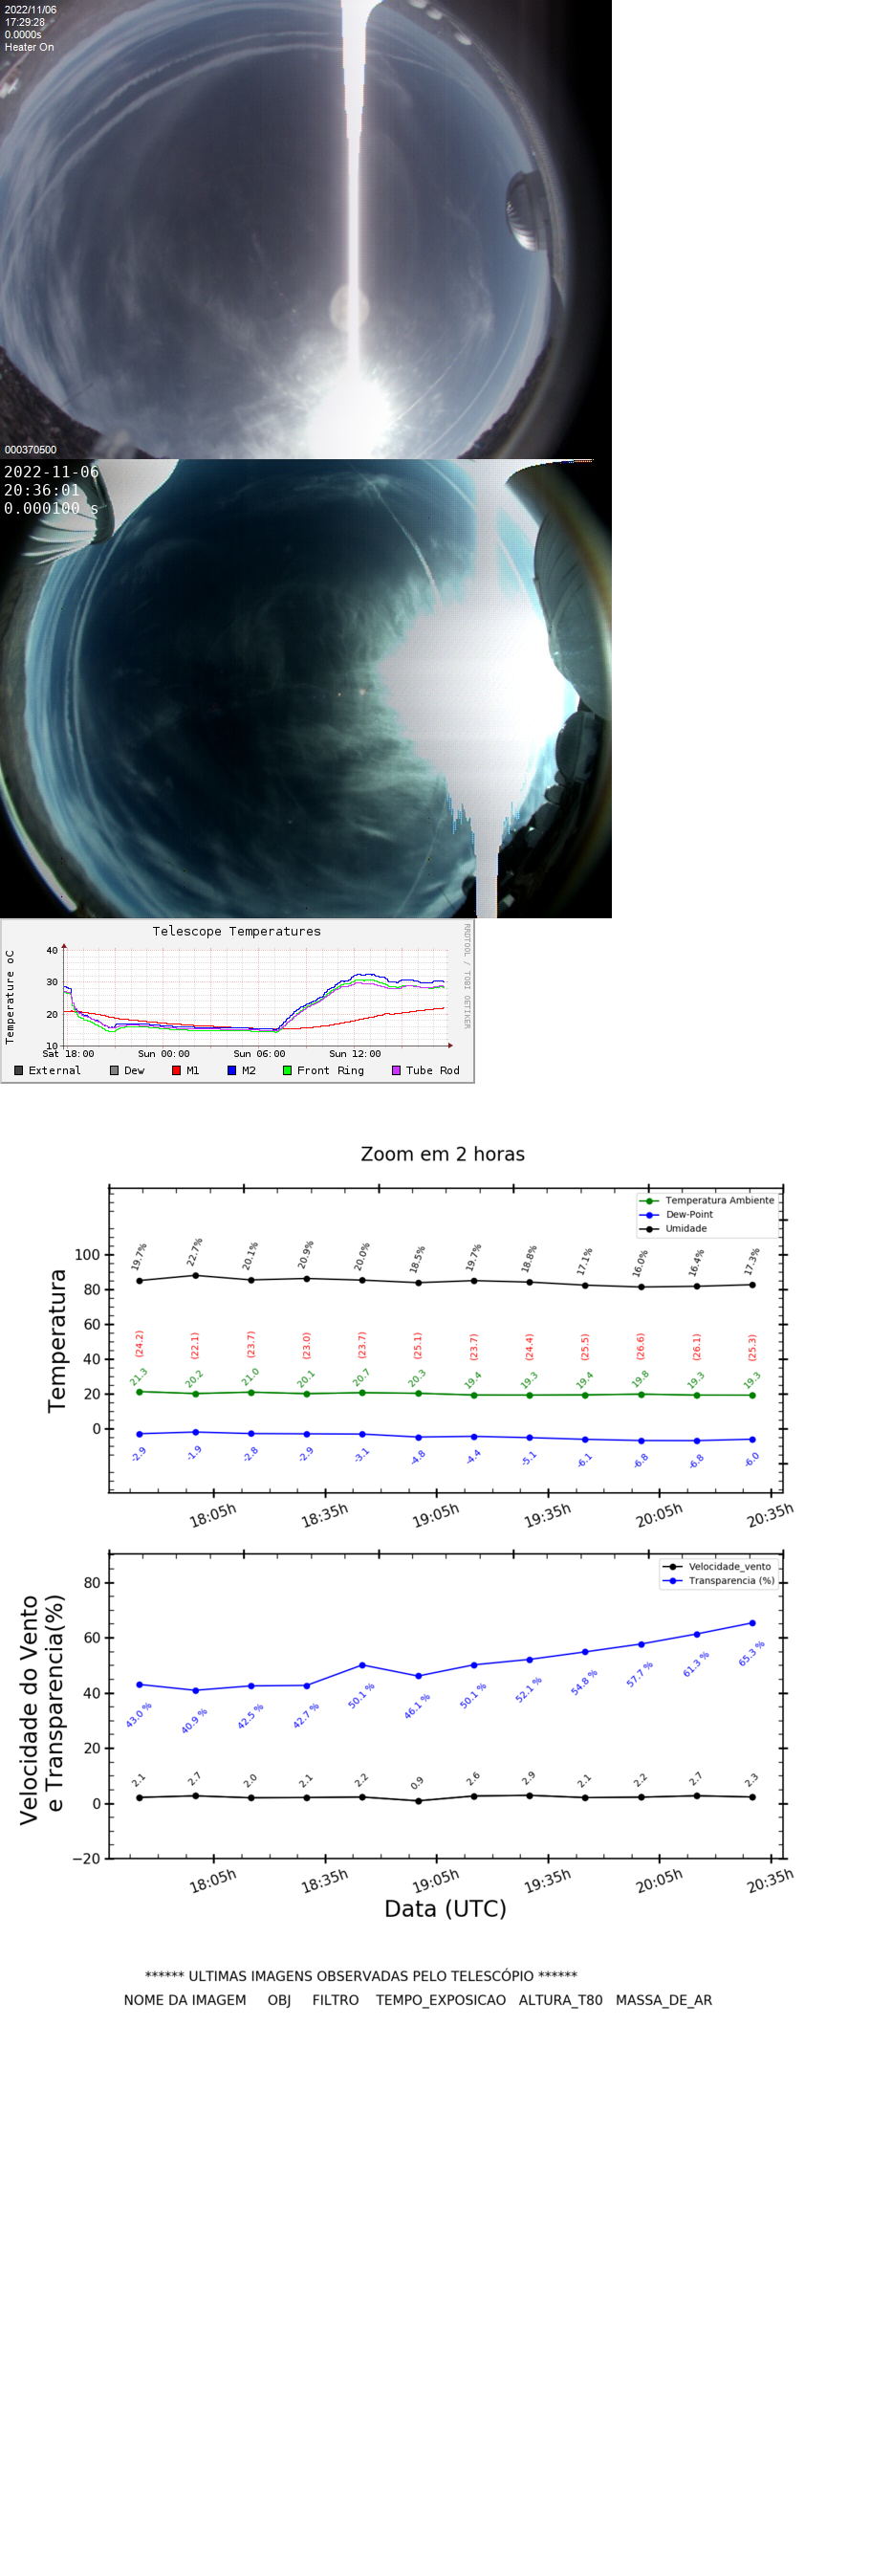 2022/11/06
17:29:28
0.0000s
Heater On
000370500
2022-11-06
20:36:01
0.000100 s
Telescope Temperatures
RRDTOOL / TOBI OETIKER
Temperature oC
40
30
20
10
Sat 18:00 Sun 00:00 Sun 06:00 Sun 12:00
External Dew M1 M2 Front Ring Tube Rod
Zoom em 2 horas
Temperatura Ambiente
Dew-Point
Umidade
Temperatura
100
80
60
40
20
0
19.7% 22.7% 20.1% 20.9% 20.0% 18.5% 19.7% 18.8% 17.1% 16.0% 16.4% 17.3%
(24.2) (22.1) (23.7) (23.0) (23.7) (25.1) (23.7) (24.4) (25.5) (26.6) (26.1) (25.3)
21.3 20.2 21.0 20.1 20.7 20.3 19.4 19.3 19.4 19.8 19.3 19.3
-2.9 -1.9 -2.8 -2.9 -3.1 -4.8 -4.4 -5.1 -6.1 -6.8 -6.8 -6.0
18:05h 18:35h 19:05h 19:35h 20:05h 20:35h
Velocidade_vento
Transparencia (%)
Velocidade do Vento
e Transparencia(%)
80
60
40
20
0
−20
43.0 % 40.9 % 42.5 % 42.7 % 50.1 % 46.1 % 50.1 % 52.1 % 54.8 % 57.7 % 61.3 % 65.3 %
2.1 2.7 2.0 2.1 2.2 0.9 2.6 2.9 2.1 2.2 2.7 2.3
18:05h 18:35h 19:05h 19:35h 20:05h 20:35h
Data (UTC)
****** ULTIMAS IMAGENS OBSERVADAS PELO TELESCÓPIO ******
NOME DA IMAGEM OBJ FILTRO TEMPO_EXPOSICAO ALTURA_T80 MASSA_DE_AR